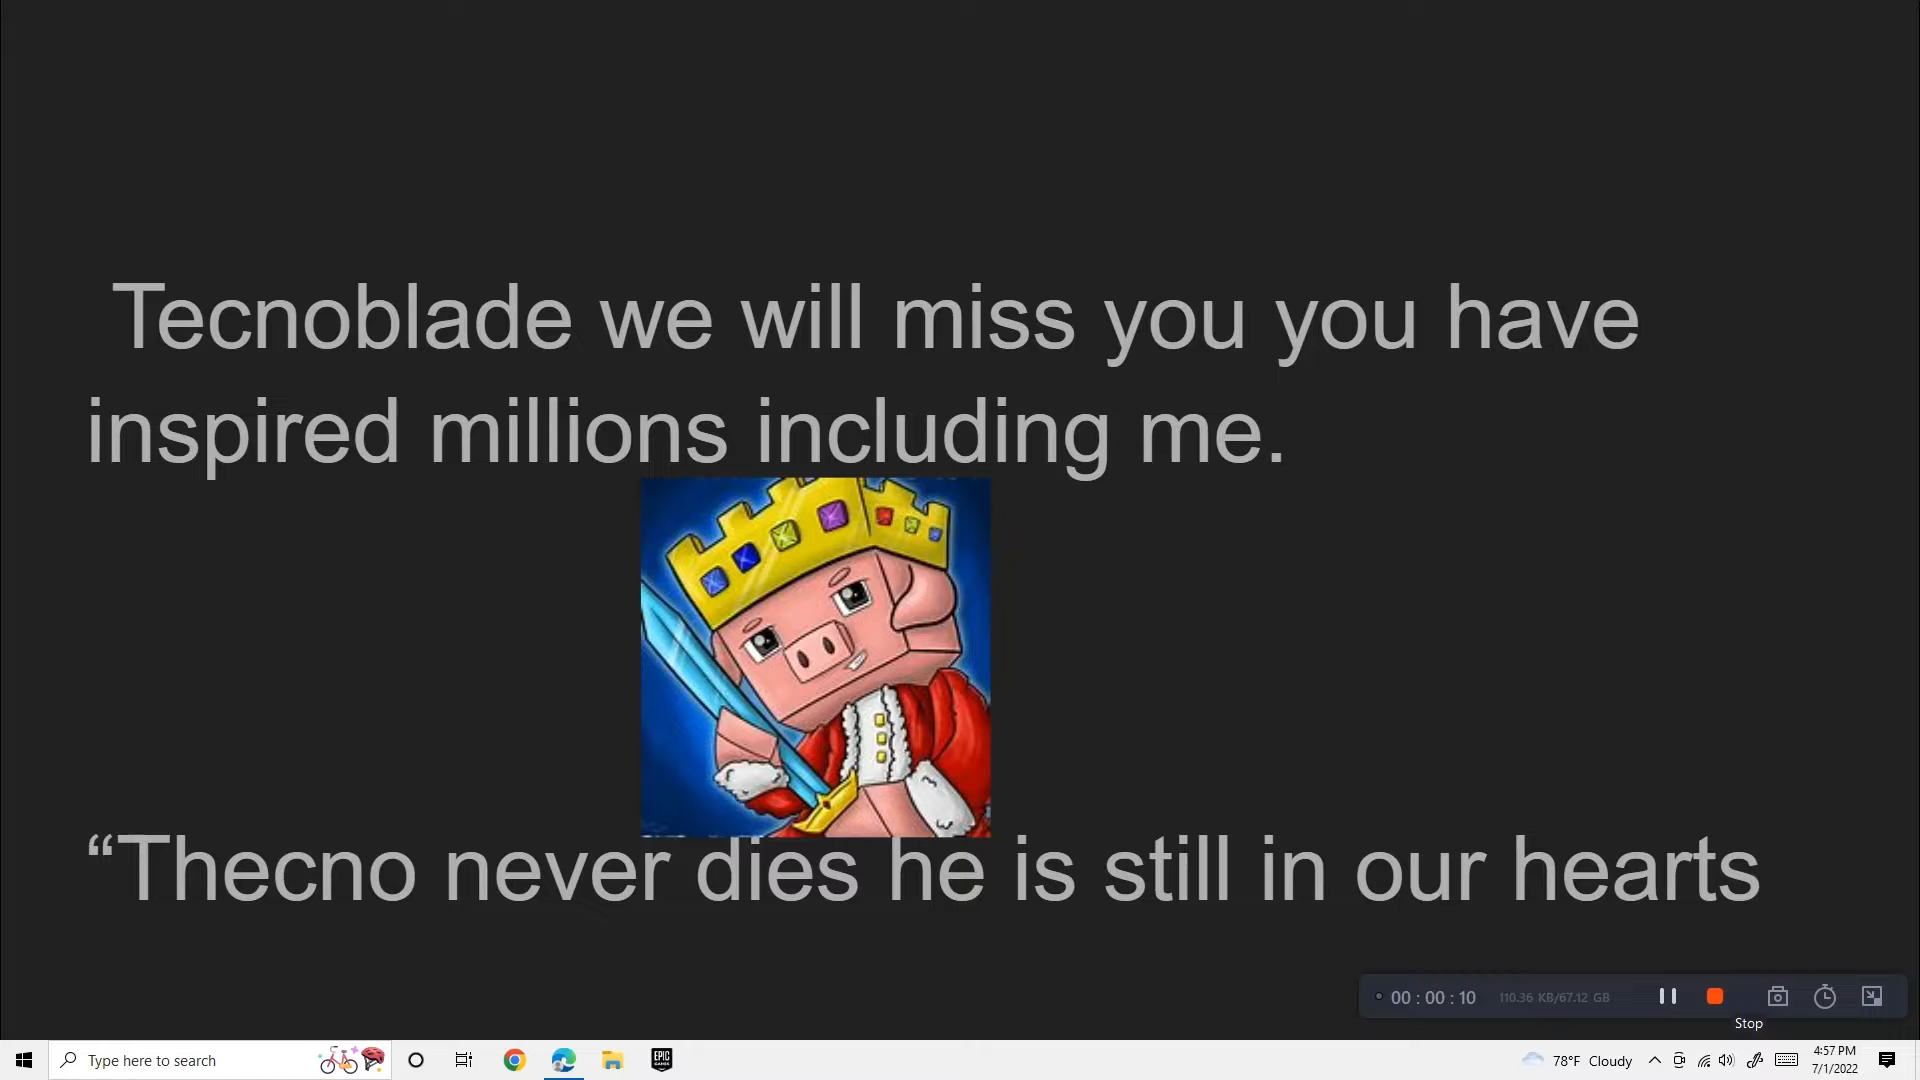 Tecnoblade we will miss you you have
inspired millions including me.
“Thecno never dies he is still in our hearts
00 : 00 : 10 110.36 KB/67.12 GB
Stop
Type here to search
EPIC
GAMES
78°F Cloudy
4:57 PM
7/1/2022